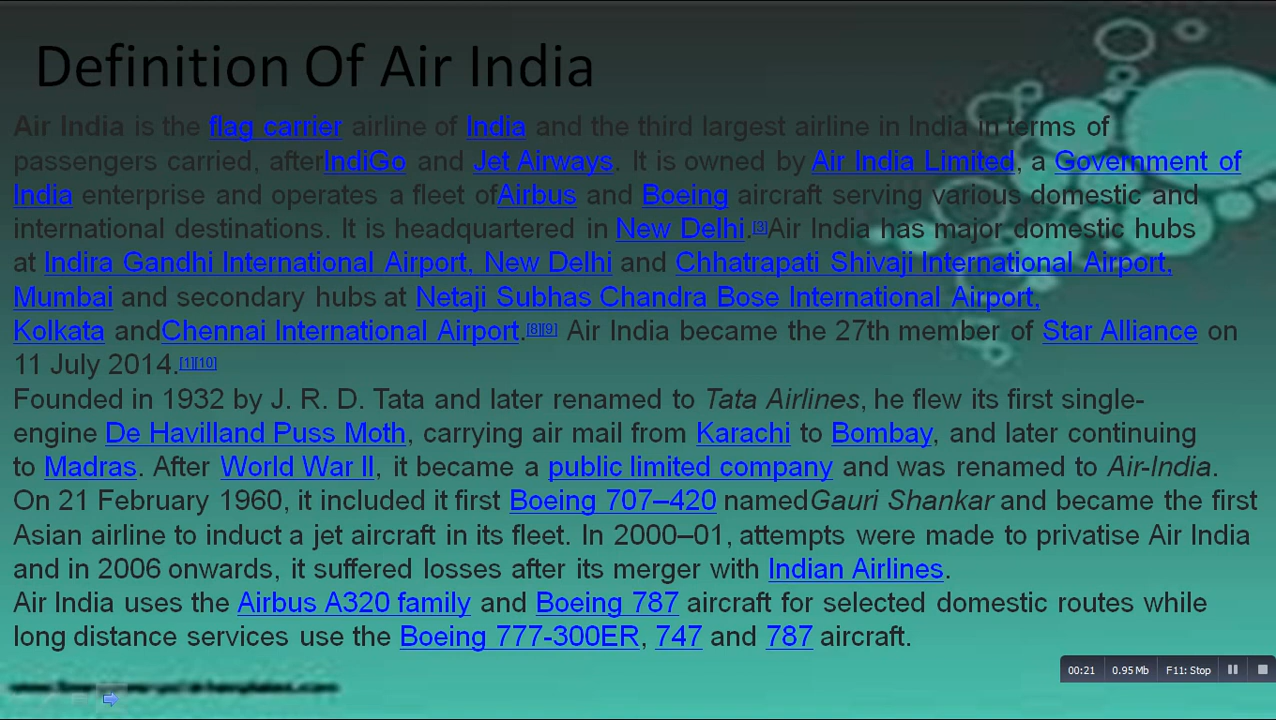 Definition Of Air India
Air India is the flag carrier airline of India and the third largest airline in India in terms of
passengers carried, afterIndiGo and Jet Airways. It is owned by Air India Limited, a Government of
India enterprise and operates a fleet ofAirbus and Boeing aircraft serving various domestic and
international destinations. It is headquartered in New Delhi.[3]Air India has major domestic hubs
at Indira Gandhi International Airport, New Delhi and Chhatrapati Shivaji International Airport,
Mumbai and secondary hubs at Netaji Subhas Chandra Bose International Airport,
Kolkata andChennai International Airport.[8][9] Air India became the 27th member of Star Alliance on
11 July 2014.[1][10]
Founded in 1932 by J. R. D. Tata and later renamed to Tata Airlines, he flew its first single-
engine De Havilland Puss Moth, carrying air mail from Karachi to Bombay, and later continuing
to Madras. After World War II, it became a public limited company and was renamed to Air-India.
On 21 February 1960, it included it first Boeing 707–420 namedGauri Shankar and became the first
Asian airline to induct a jet aircraft in its fleet. In 2000–01, attempts were made to privatise Air India
and in 2006 onwards, it suffered losses after its merger with Indian Airlines.
Air India uses the Airbus A320 family and Boeing 787 aircraft for selected domestic routes while
long distance services use the Boeing 777-300ER, 747 and 787 aircraft.
00:21 0.95 Mb F11: Stop